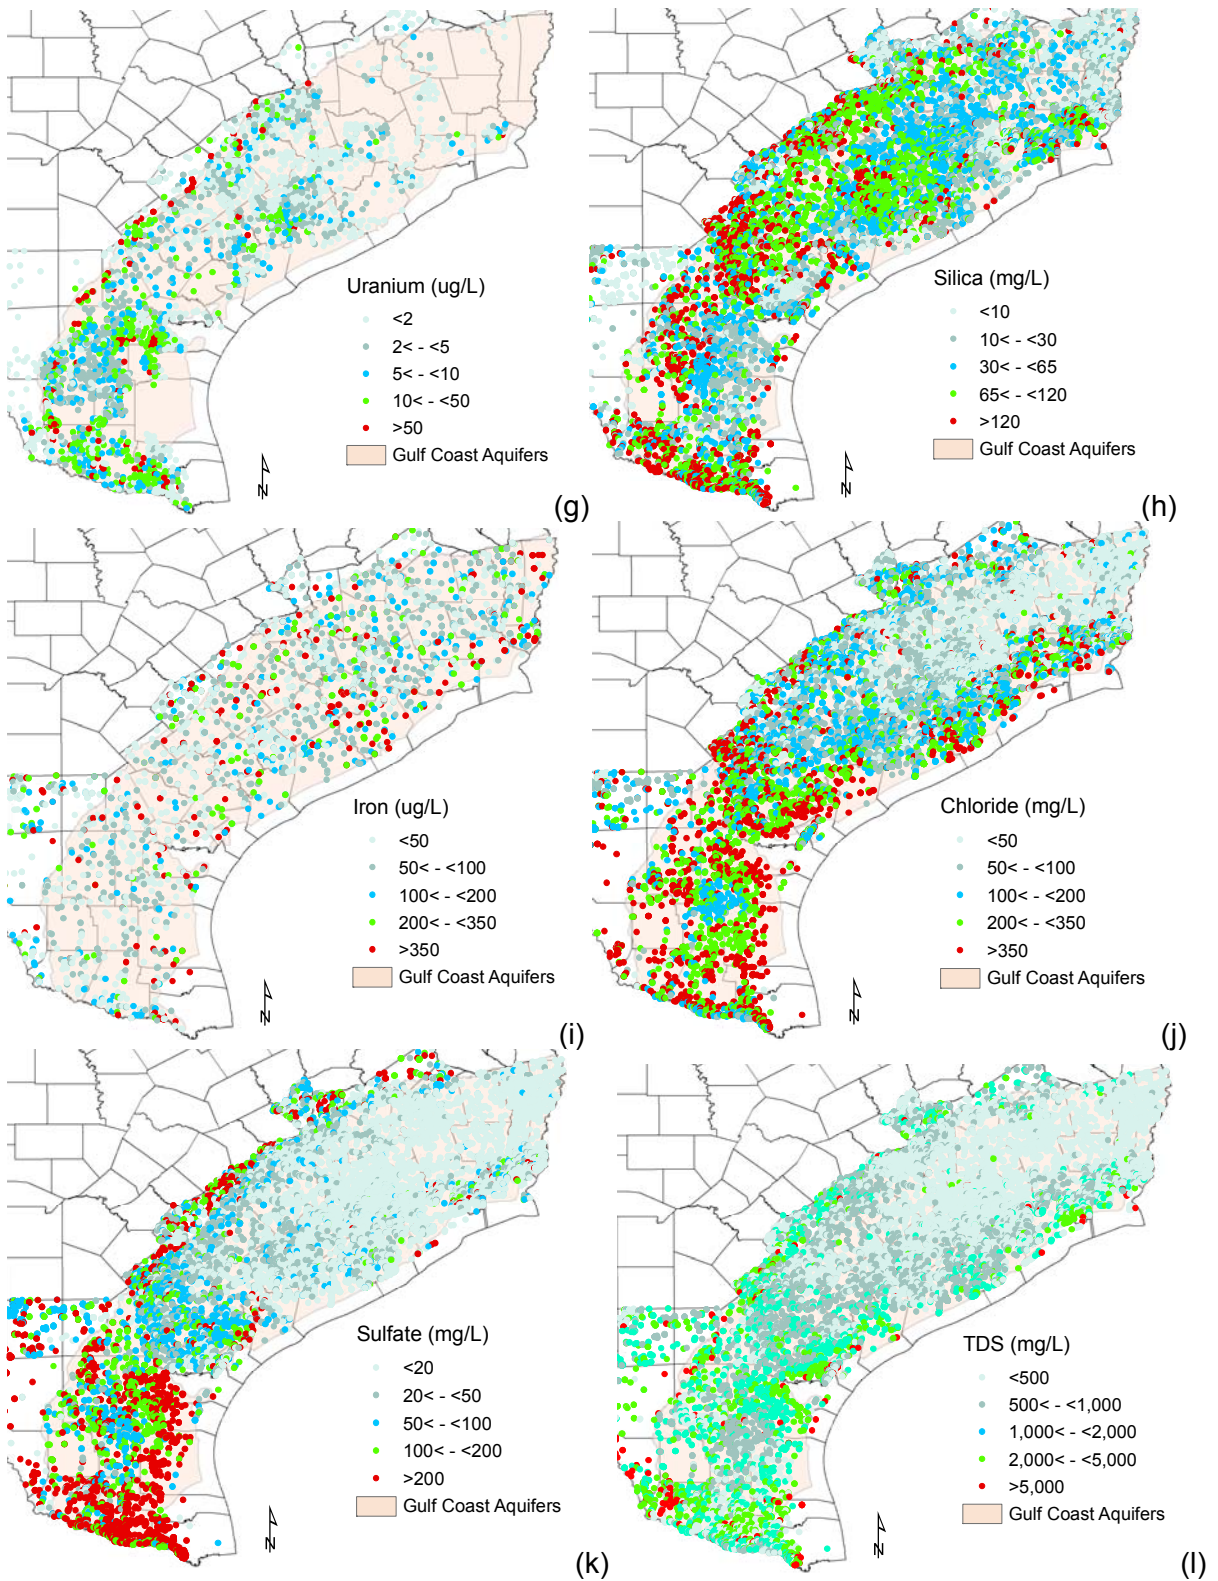 Uranium (ug/L)
<2
2< - <5
5< - <10
10< - <50
>50
Gulf Coast Aquifers
N
(g)
Silica (mg/L)
<10
10< - <30
30< - <65
65< - <120
>120
Gulf Coast Aquifers
N
(h)
Iron (ug/L)
<50
50< - <100
100< - <200
200< - <350
>350
Gulf Coast Aquifers
N
(i)
Chloride (mg/L)
<50
50< - <100
100< - <200
200< - <350
>350
Gulf Coast Aquifers
N
(j)
Sulfate (mg/L)
<20
20< - <50
50< - <100
100< - <200
>200
Gulf Coast Aquifers
N
(k)
TDS (mg/L)
<500
500< - <1,000
1,000< - <2,000
2,000< - <5,000
>5,000
Gulf Coast Aquifers
N
(l)